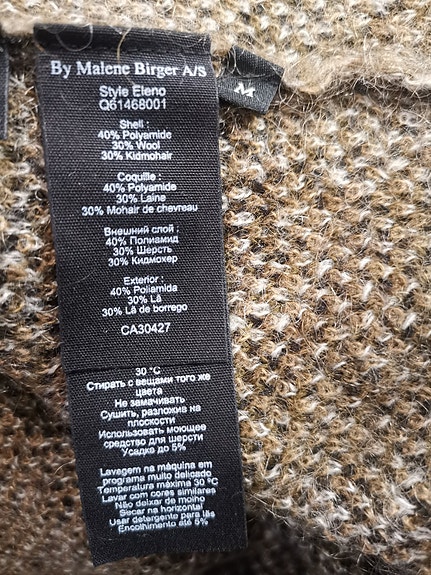 By Malene Birger A/S
M
Style Eleno
Q61468001
Shell :
40% Polyamide
30% Wool
30% Kidmohair
Coquille :
40% Polyamide
30% Laine
30% Mohair de chevreau
Внешний слой :
40% Полиамид
30% Шерсть
30% Кидмохер
Exterior :
40% Poliamida
30% Lã
30% Lã de borrego
CA30427
30 °C
Стирать с вещами того же
цвета
Не замачивать
Сушить, разложив на
плоскости
Использовать моющее
средство для шерсти
Усадка до 5%
Lavagem na máquina em
programa muito delicado
Temperatura máxima 30 ºC
Lavar com cores similares
Não deixar de molho
Secar na horizontal
Usar detergente para lãs
Encolhimento até 5%